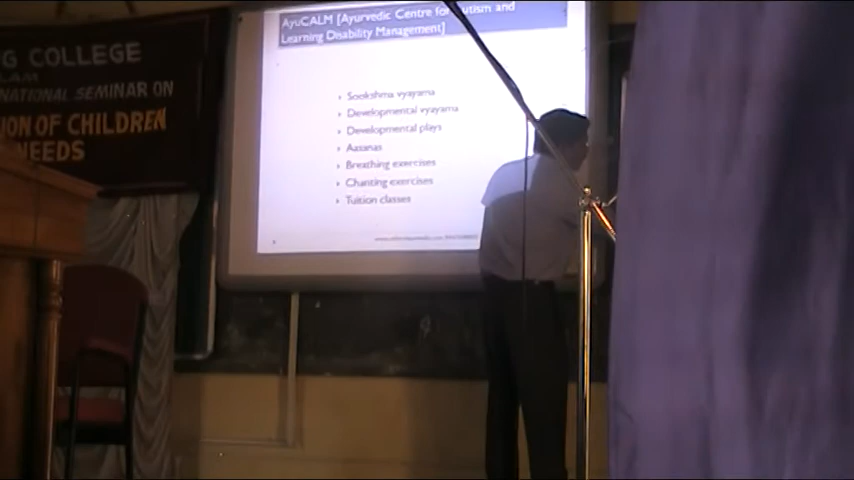 G COLLEGE
LAM
NATIONAL SEMINAR ON
ION OF CHILDREN
NEEDS
AyuCALM [Ayurvedic Centre for Autism and
Learning Disability Management]
Sookshma vyayama
Developmental vyayama
Developmental plays
Aasanas
Breathing exercises
Chanting exercises
Tuition classes